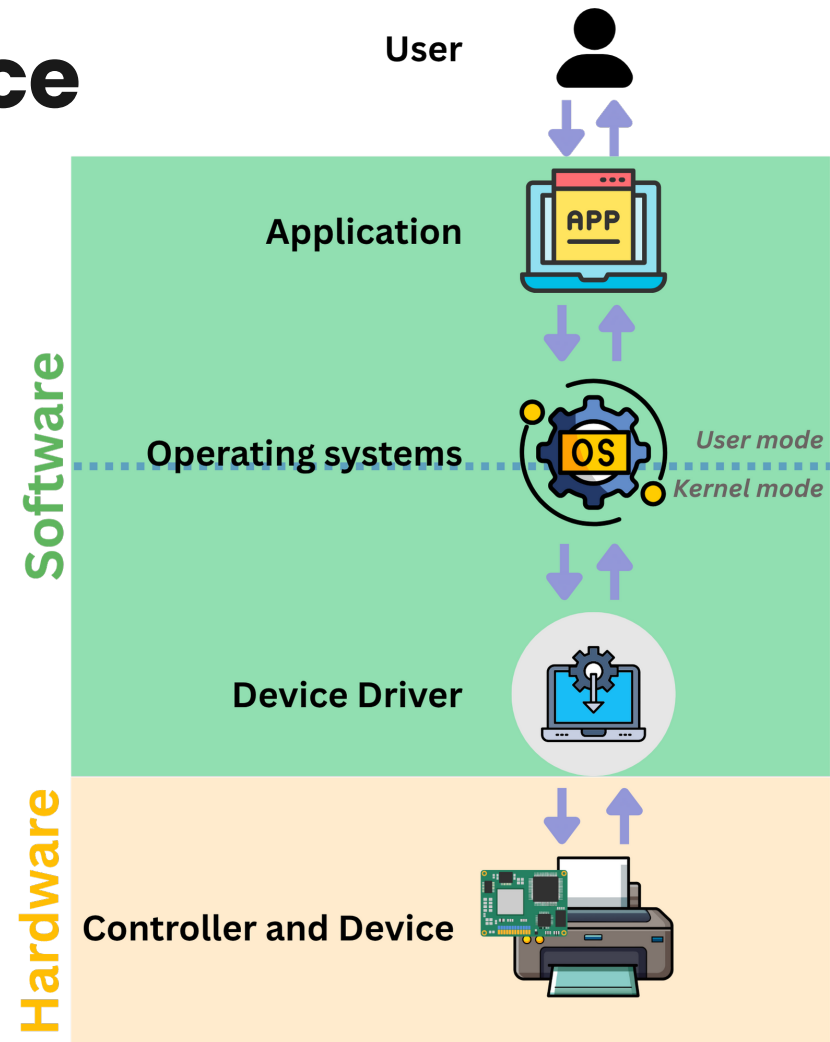 User
ce
Application
APP
Software
Operating systems
OS
User mode
Kernel mode
Device Driver
Hardware
Controller and Device